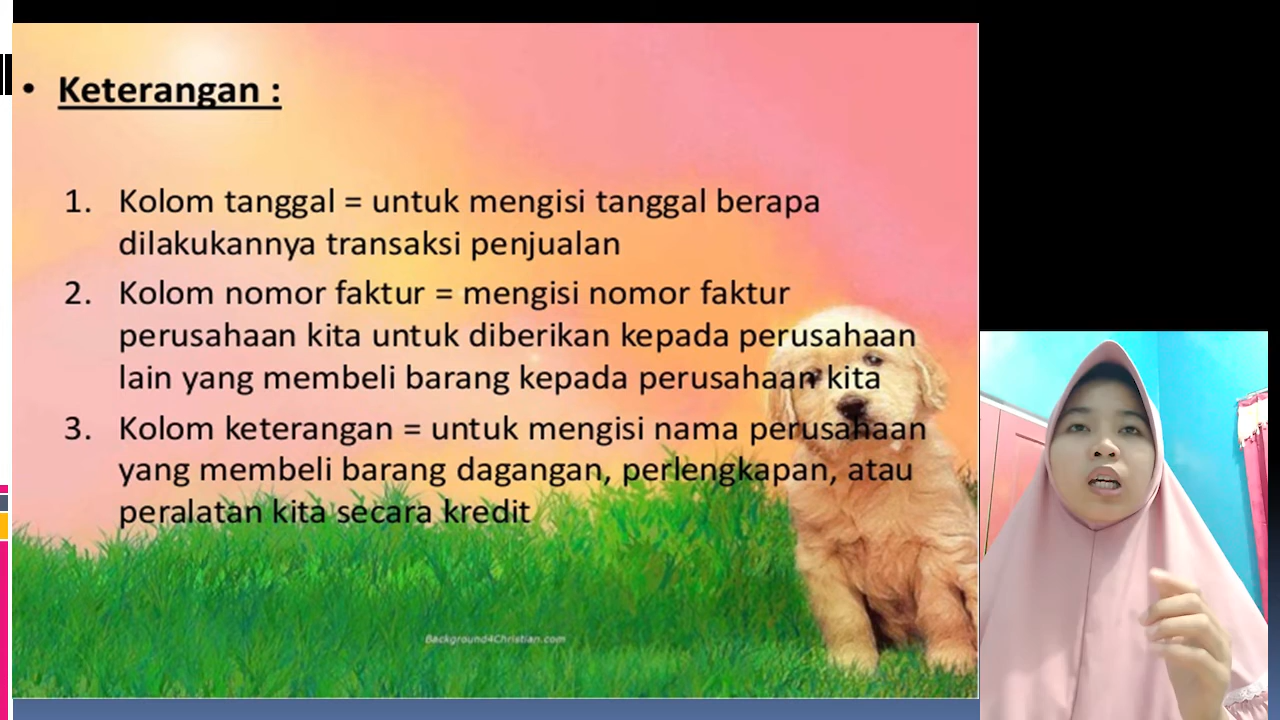 • Keterangan :
1. Kolom tanggal = untuk mengisi tanggal berapa
dilakukannya transaksi penjualan
2. Kolom nomor faktur = mengisi nomor faktur
perusahaan kita untuk diberikan kepada perusahaan
lain yang membeli barang kepada perusahaan kita
3. Kolom keterangan = untuk mengisi nama perusahaan
yang membeli barang dagangan, perlengkapan, atau
peralatan kita secara kredit
Background4Christian.com